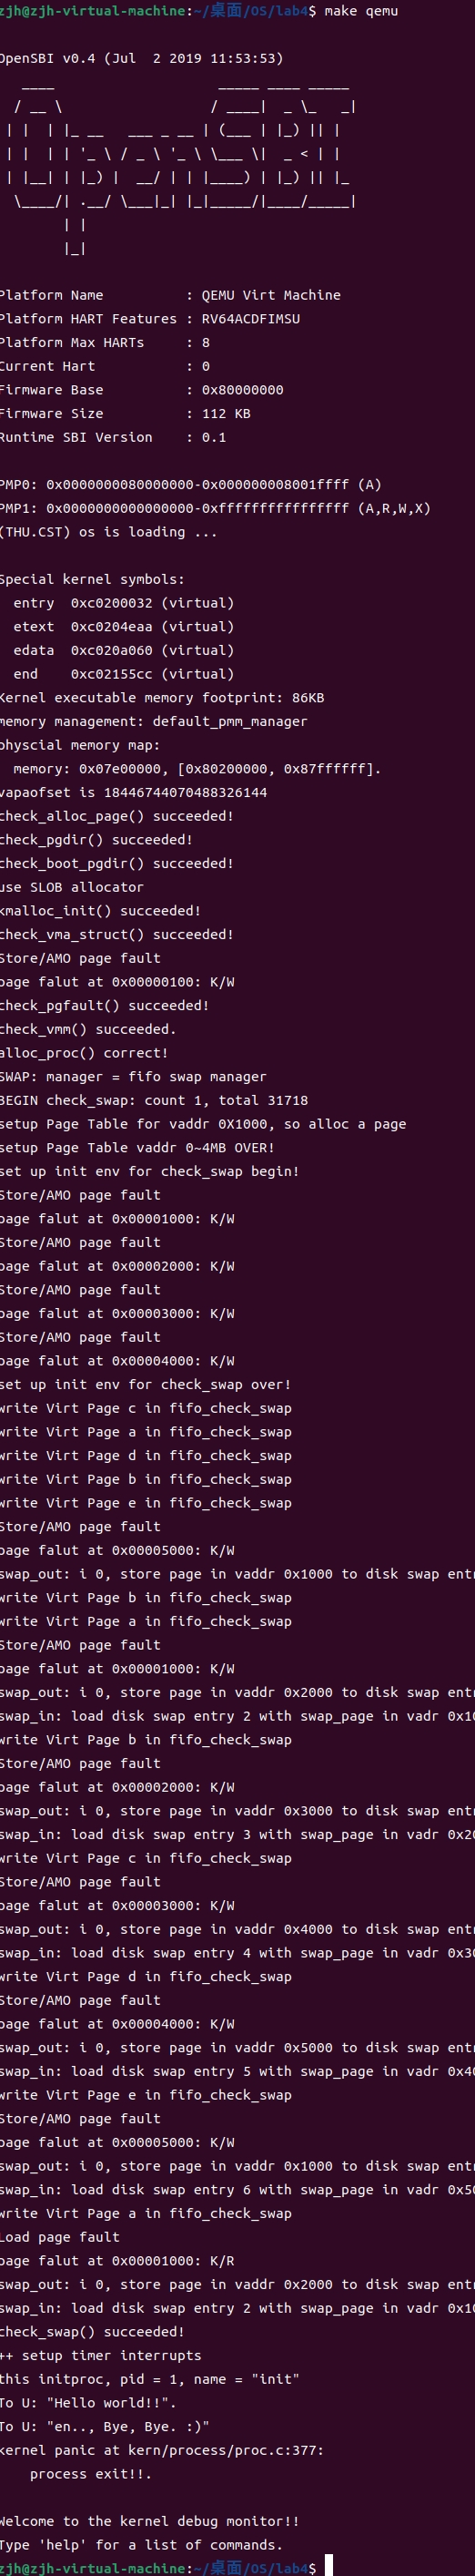 zjh@zjh-virtual-machine:~/桌面/OS/lab4$ make qemu

OpenSBI v0.4 (Jul  2 2019 11:53:53)
   ____                    _____ ____ _____
  / __ \                  / ____|  _ \_   _|
 | |  | |_ __   ___ _ __ | (___ | |_) || |
 | |  | | '_ \ / _ \ '_ \ \___ \|  _ < | |
 | |__| | |_) |  __/ | | |____) | |_) || |_
  \____/| .__/ \___|_| |_|_____/|____/_____|
        | |
        |_|

Platform Name          : QEMU Virt Machine
Platform HART Features : RV64ACDFIMSU
Platform Max HARTs     : 8
Current Hart           : 0
Firmware Base          : 0x80000000
Firmware Size          : 112 KB
Runtime SBI Version    : 0.1

PMP0: 0x0000000080000000-0x000000008001ffff (A)
PMP1: 0x0000000000000000-0xffffffffffffffff (A,R,W,X)
(THU.CST) os is loading ...

Special kernel symbols:
  entry  0xc0200032 (virtual)
  etext  0xc0204eaa (virtual)
  edata  0xc020a060 (virtual)
  end    0xc02155cc (virtual)
Kernel executable memory footprint: 86KB
memory management: default_pmm_manager
physcial memory map:
  memory: 0x07e00000, [0x80200000, 0x87ffffff].
vapaofset is 18446744070488326144
check_alloc_page() succeeded!
check_pgdir() succeeded!
check_boot_pgdir() succeeded!
use SLOB allocator
kmalloc_init() succeeded!
check_vma_struct() succeeded!
Store/AMO page fault
page falut at 0x00000100: K/W
check_pgfault() succeeded!
check_vmm() succeeded.
alloc_proc() correct!
SWAP: manager = fifo swap manager
BEGIN check_swap: count 1, total 31718
setup Page Table for vaddr 0X1000, so alloc a page
setup Page Table vaddr 0~4MB OVER!
set up init env for check_swap begin!
Store/AMO page fault
page falut at 0x00001000: K/W
Store/AMO page fault
page falut at 0x00002000: K/W
Store/AMO page fault
page falut at 0x00003000: K/W
Store/AMO page fault
page falut at 0x00004000: K/W
set up init env for check_swap over!
write Virt Page c in fifo_check_swap
write Virt Page a in fifo_check_swap
write Virt Page d in fifo_check_swap
write Virt Page b in fifo_check_swap
write Virt Page e in fifo_check_swap
Store/AMO page fault
page falut at 0x00005000: K/W
swap_out: i 0, store page in vaddr 0x1000 to disk swap entr
write Virt Page b in fifo_check_swap
write Virt Page a in fifo_check_swap
Store/AMO page fault
page falut at 0x00001000: K/W
swap_out: i 0, store page in vaddr 0x2000 to disk swap entr
swap_in: load disk swap entry 2 with swap_page in vadr 0x10
write Virt Page b in fifo_check_swap
Store/AMO page fault
page falut at 0x00002000: K/W
swap_out: i 0, store page in vaddr 0x3000 to disk swap entr
swap_in: load disk swap entry 3 with swap_page in vadr 0x20
write Virt Page c in fifo_check_swap
Store/AMO page fault
page falut at 0x00003000: K/W
swap_out: i 0, store page in vaddr 0x4000 to disk swap entr
swap_in: load disk swap entry 4 with swap_page in vadr 0x30
write Virt Page d in fifo_check_swap
Store/AMO page fault
page falut at 0x00004000: K/W
swap_out: i 0, store page in vaddr 0x5000 to disk swap entr
swap_in: load disk swap entry 5 with swap_page in vadr 0x40
write Virt Page e in fifo_check_swap
Store/AMO page fault
page falut at 0x00005000: K/W
swap_out: i 0, store page in vaddr 0x1000 to disk swap entr
swap_in: load disk swap entry 6 with swap_page in vadr 0x50
write Virt Page a in fifo_check_swap
Load page fault
page falut at 0x00001000: K/R
swap_out: i 0, store page in vaddr 0x2000 to disk swap entr
swap_in: load disk swap entry 2 with swap_page in vadr 0x10
check_swap() succeeded!
++ setup timer interrupts
this initproc, pid = 1, name = "init"
To U: "Hello world!!".
To U: "en.., Bye, Bye. :)"
kernel panic at kern/process/proc.c:377:
    process exit!!.

Welcome to the kernel debug monitor!!
Type 'help' for a list of commands.
zjh@zjh-virtual-machine:~/桌面/OS/lab4$